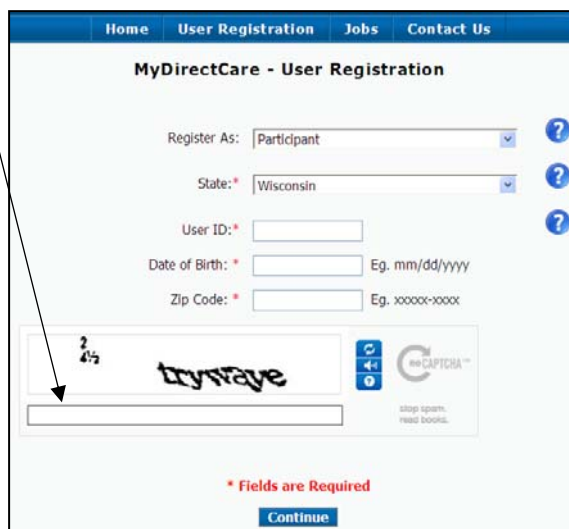 Home User Registration Jobs Contact Us
MyDirectCare - User Registration
Register As: Participant
State:* Wisconsin
User ID:*
Date of Birth: * Eg. mm/dd/yyyy
Zip Code: * Eg. xxxxx-xxxx
2
4½
reCAPTCHA™
stop spam.
read books.
* Fields are Required
Continue